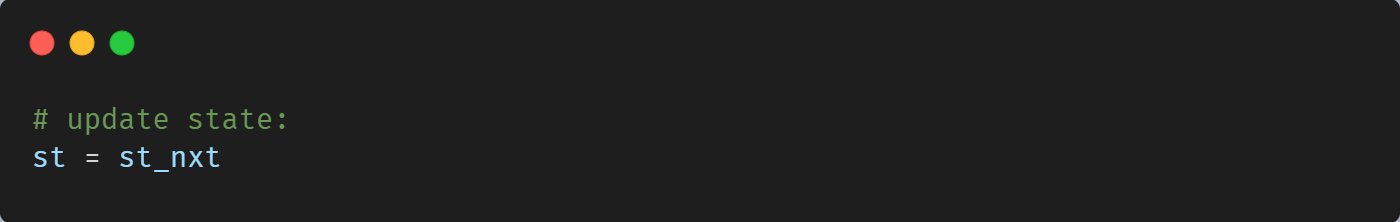 # update state:
st = st_nxt